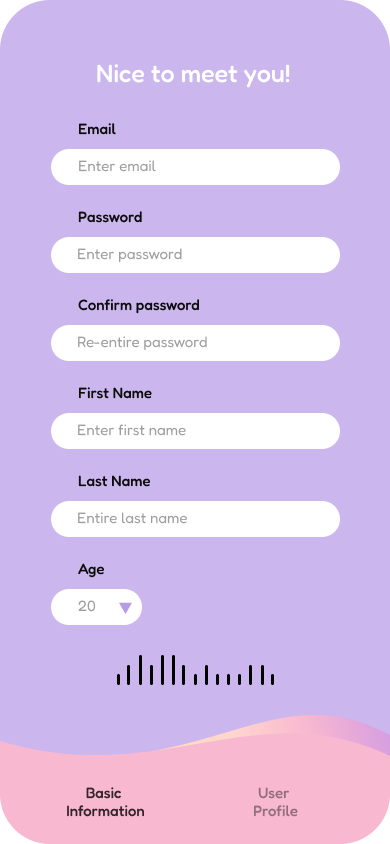 Nice to meet you!
Email
Enter email
Password
Enter password
Confirm password
Re-entire password
First Name
Enter first name
Last Name
Entire last name
Age
20
Basic
Information
User
Profile